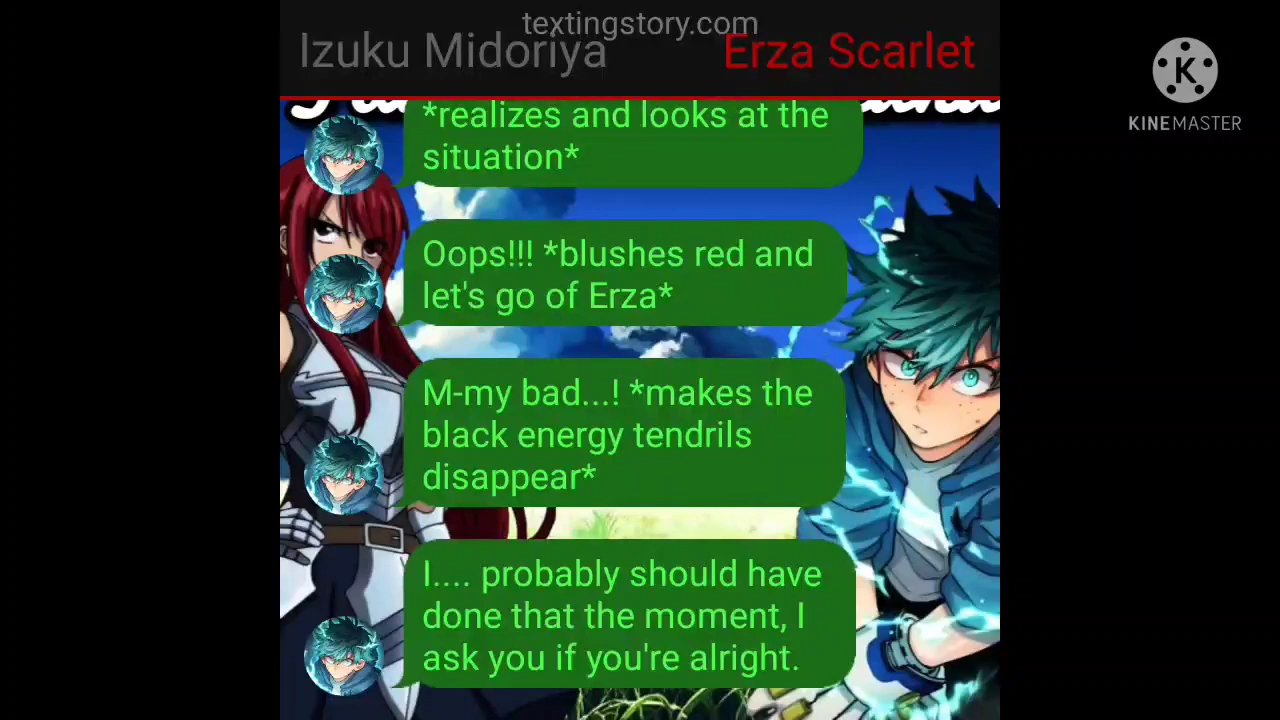 textingstory.com
Izuku Midoriya
Erza Scarlet
K
KINEMASTER
*realizes and looks at the
situation*
Oops!!! *blushes red and
let's go of Erza*
M-my bad...! *makes the
black energy tendrils
disappear*
I.... probably should have
done that the moment, I
ask you if you're alright.